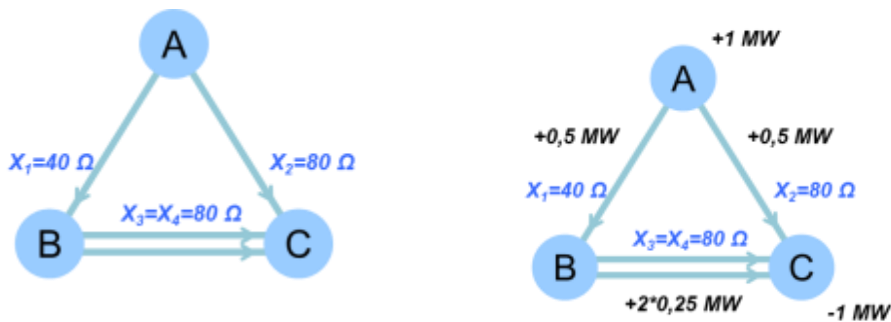 A
X₁=40 Ω
X₂=80 Ω
X₃=X₄=80 Ω
B
C
+1 MW
A
+0,5 MW
+0,5 MW
X₁=40 Ω
X₂=80 Ω
X₃=X₄=80 Ω
B
C
+2*0,25 MW
-1 MW